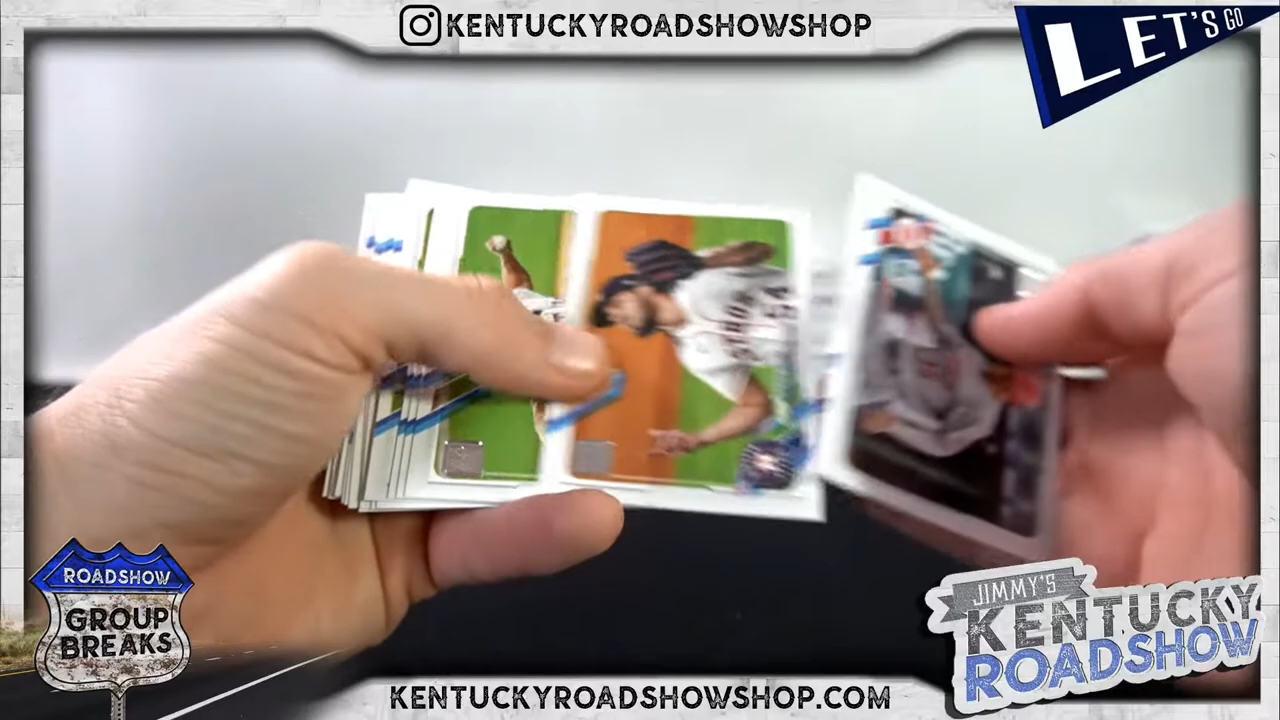 KENTUCKYROADSHOWSHOP
LET'S GO
ROADSHOW
GROUP
BREAKS
JIMMY'S
KENTUCKY
ROADSHOW
KENTUCKYROADSHOWSHOP.COM